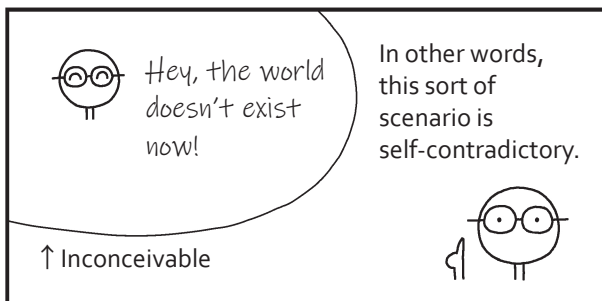 Hey, the world
doesn't exist
now!
In other words,
this sort of
scenario is
self-contradictory.
↑ Inconceivable